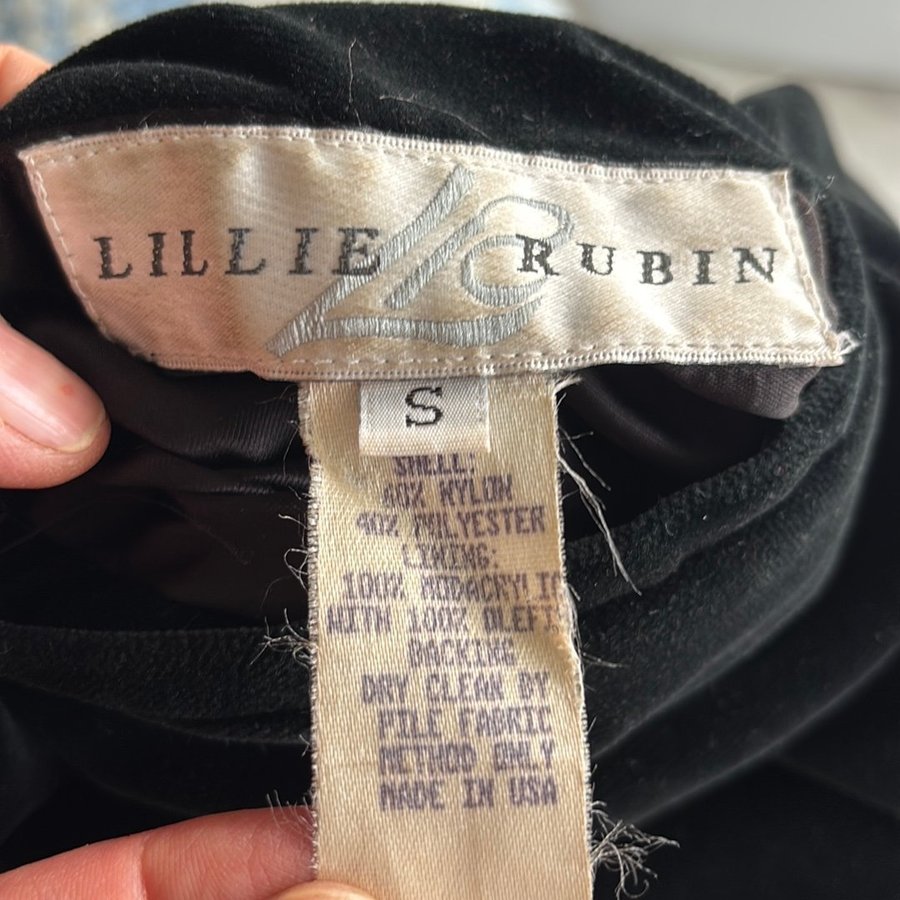 LILLIE RUBIN
S
SHELL:
40% NYLON
40% POLYESTER
LINING:
100% MODACRYLIC
WITH 100% OLEFIN
BACKING
DRY CLEAN BY
PILE FABRIC
METHOD ONLY
MADE IN USA